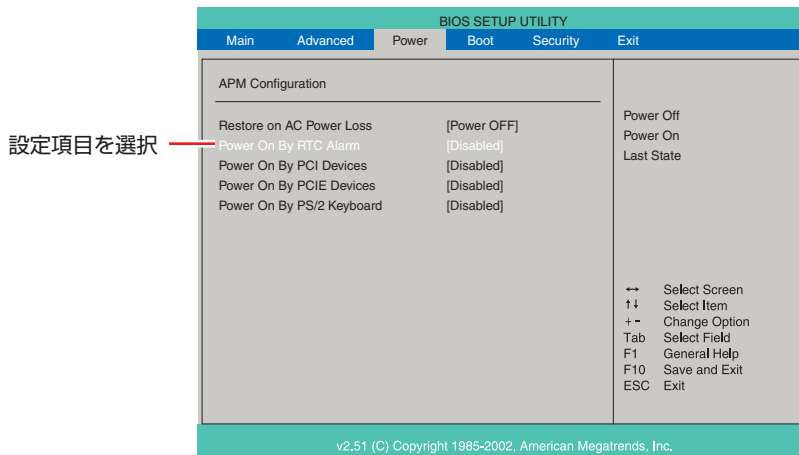 BIOS SETUP UTILITY
Main Advanced Power Boot Security Exit
APM Configuration
Restore on AC Power Loss [Power OFF]
設定項目を選択
Power On By RTC Alarm [Disabled]
Power On By PCI Devices [Disabled]
Power On By PCIE Devices [Disabled]
Power On By PS/2 Keyboard [Disabled]
Power Off
Power On
Last State
↔ Select Screen
↑↓ Select Item
+- Change Option
Tab Select Field
F1 General Help
F10 Save and Exit
ESC Exit
v2.51 (C) Copyright 1985-2002, American Megatrends, Inc.